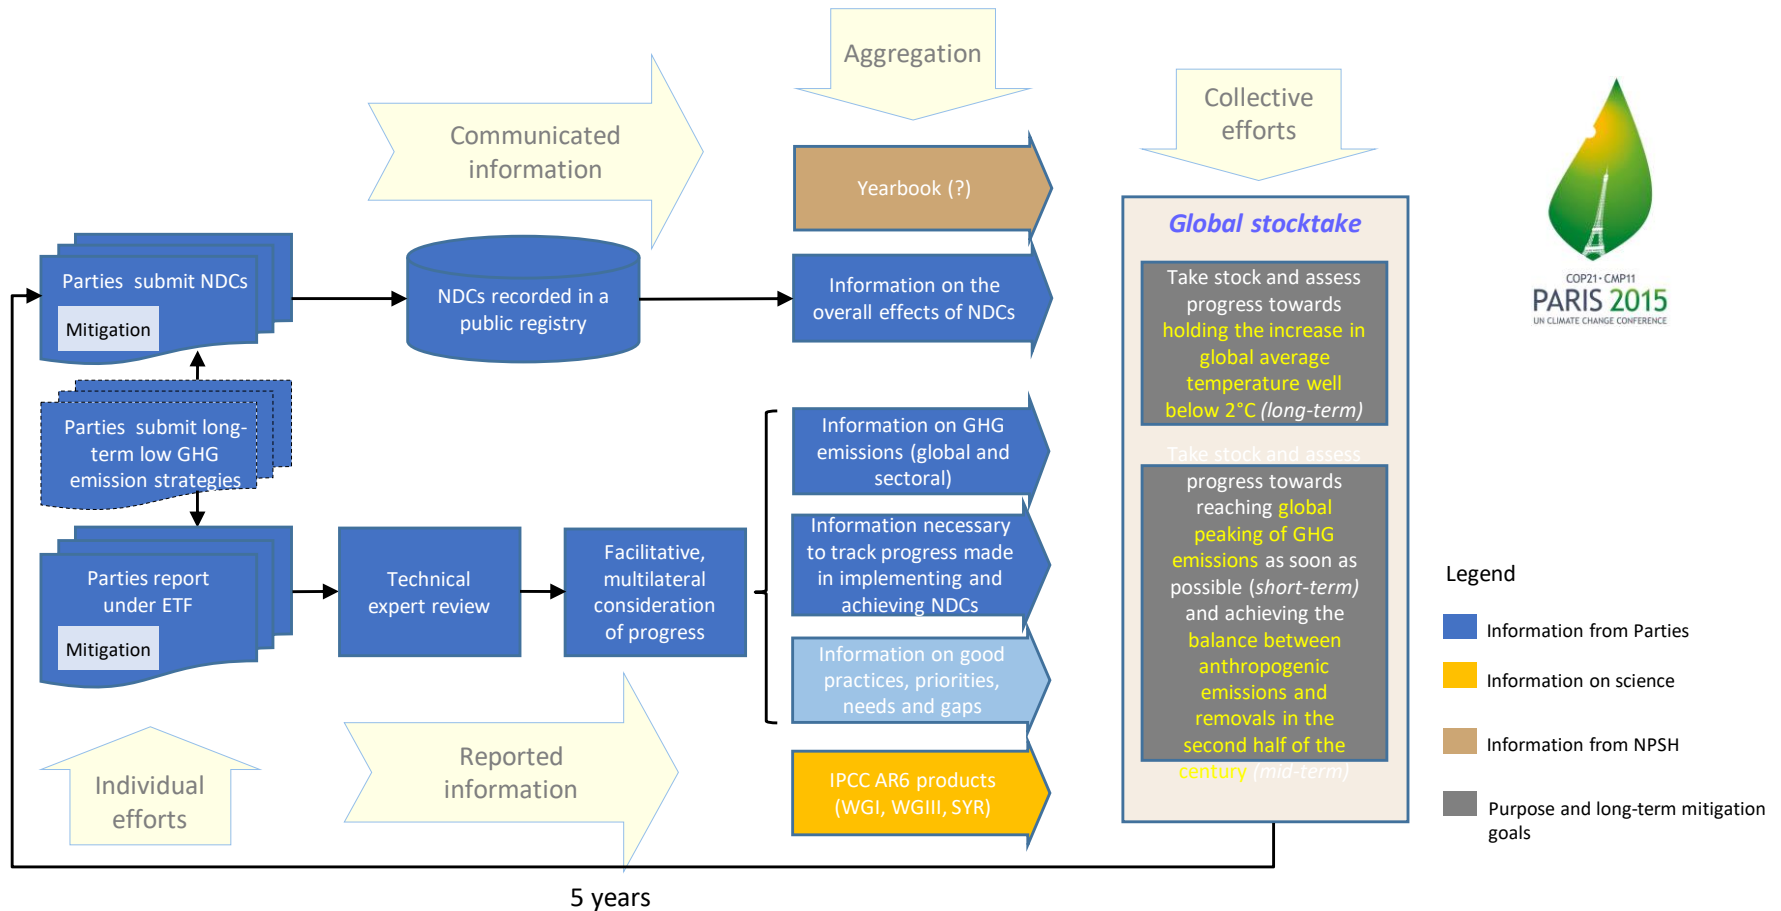 Aggregation
Collective
efforts
Communicated
information
Yearbook (?)
Global stocktake
Parties  submit NDCs
Mitigation
NDCs recorded in a
public registry
Information on the
overall effects of NDCs
Take stock and assess
progress towards
holding the increase in
global average
temperature well
below 2°C (long-term)
COP21 · CMP11
PARIS 2015
UN CLIMATE CHANGE CONFERENCE
Parties  submit long-
term low GHG
emission strategies
Information on GHG
emissions (global and
sectoral)
Take stock and assess
progress towards
reaching global
peaking of GHG
emissions as soon as
possible (short-term)
and achieving the
balance between
anthropogenic
emissions and
removals in the
second half of the
century (mid-term)
Parties report
under ETF
Mitigation
Technical
expert review
Facilitative,
multilateral
consideration
of progress
Information necessary
to track progress made
in implementing and
achieving NDCs
Information on good
practices, priorities,
needs and gaps
Individual
efforts
Reported
information
IPCC AR6 products
(WGI, WGIII, SYR)
5 years
Legend
Information from Parties
Information on science
Information from NPSH
Purpose and long-term mitigation
goals